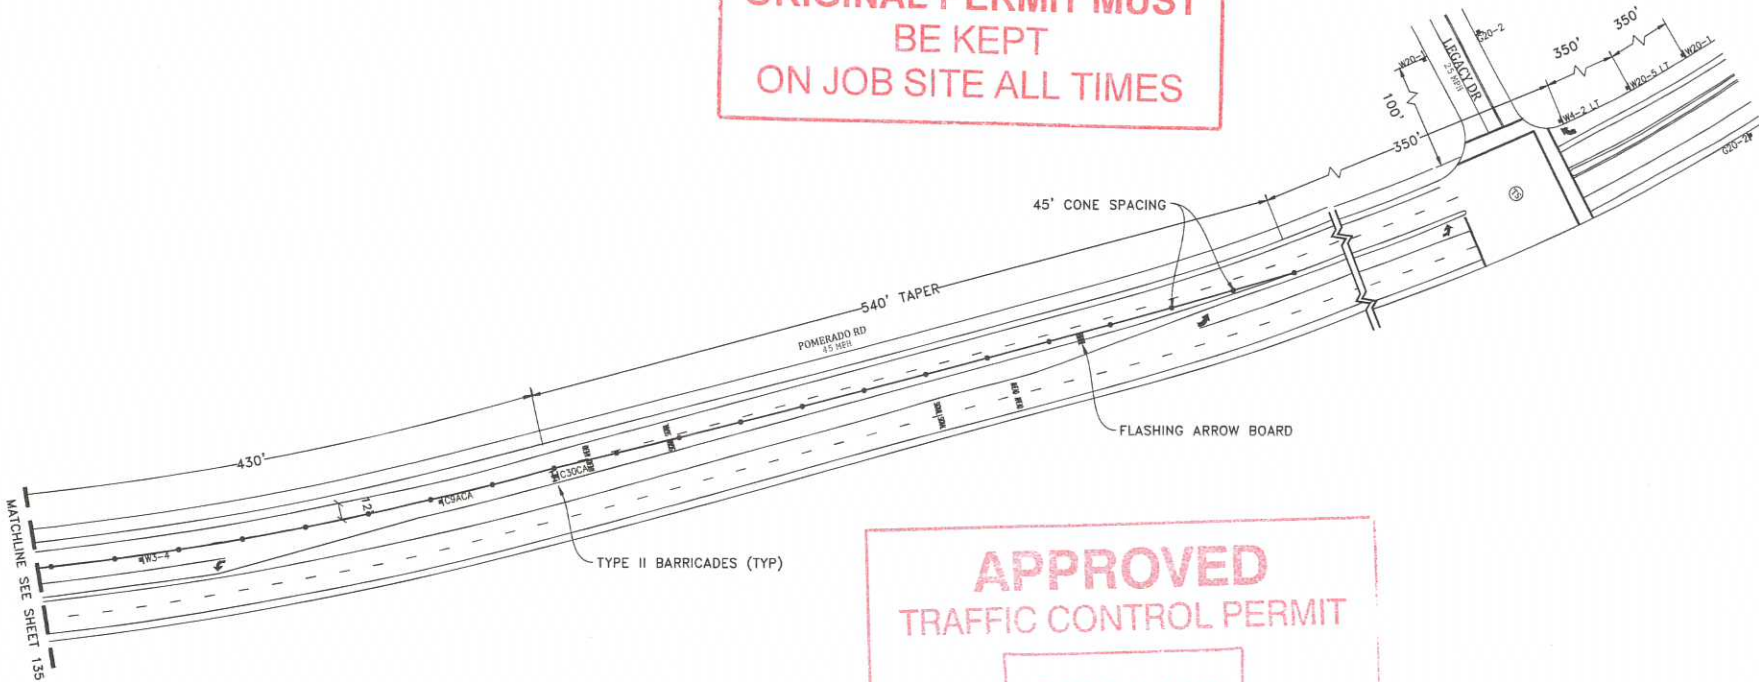 ORIGINAL PERMIT MUST
BE KEPT
ON JOB SITE ALL TIMES
350'
350'
G20-2
W20-1
LEGACY DR
25 MPH
W20-1
W20-5 LT
W4-2 LT
100'
350'
G20-2
45' CONE SPACING
540' TAPER
POMERADO RD
45 MPH
FLASHING ARROW BOARD
430'
C30CA
C9ACA
12'
W3-4
TYPE II BARRICADES (TYP)
MATCHLINE SEE SHEET 135
APPROVED
TRAFFIC CONTROL PERMIT